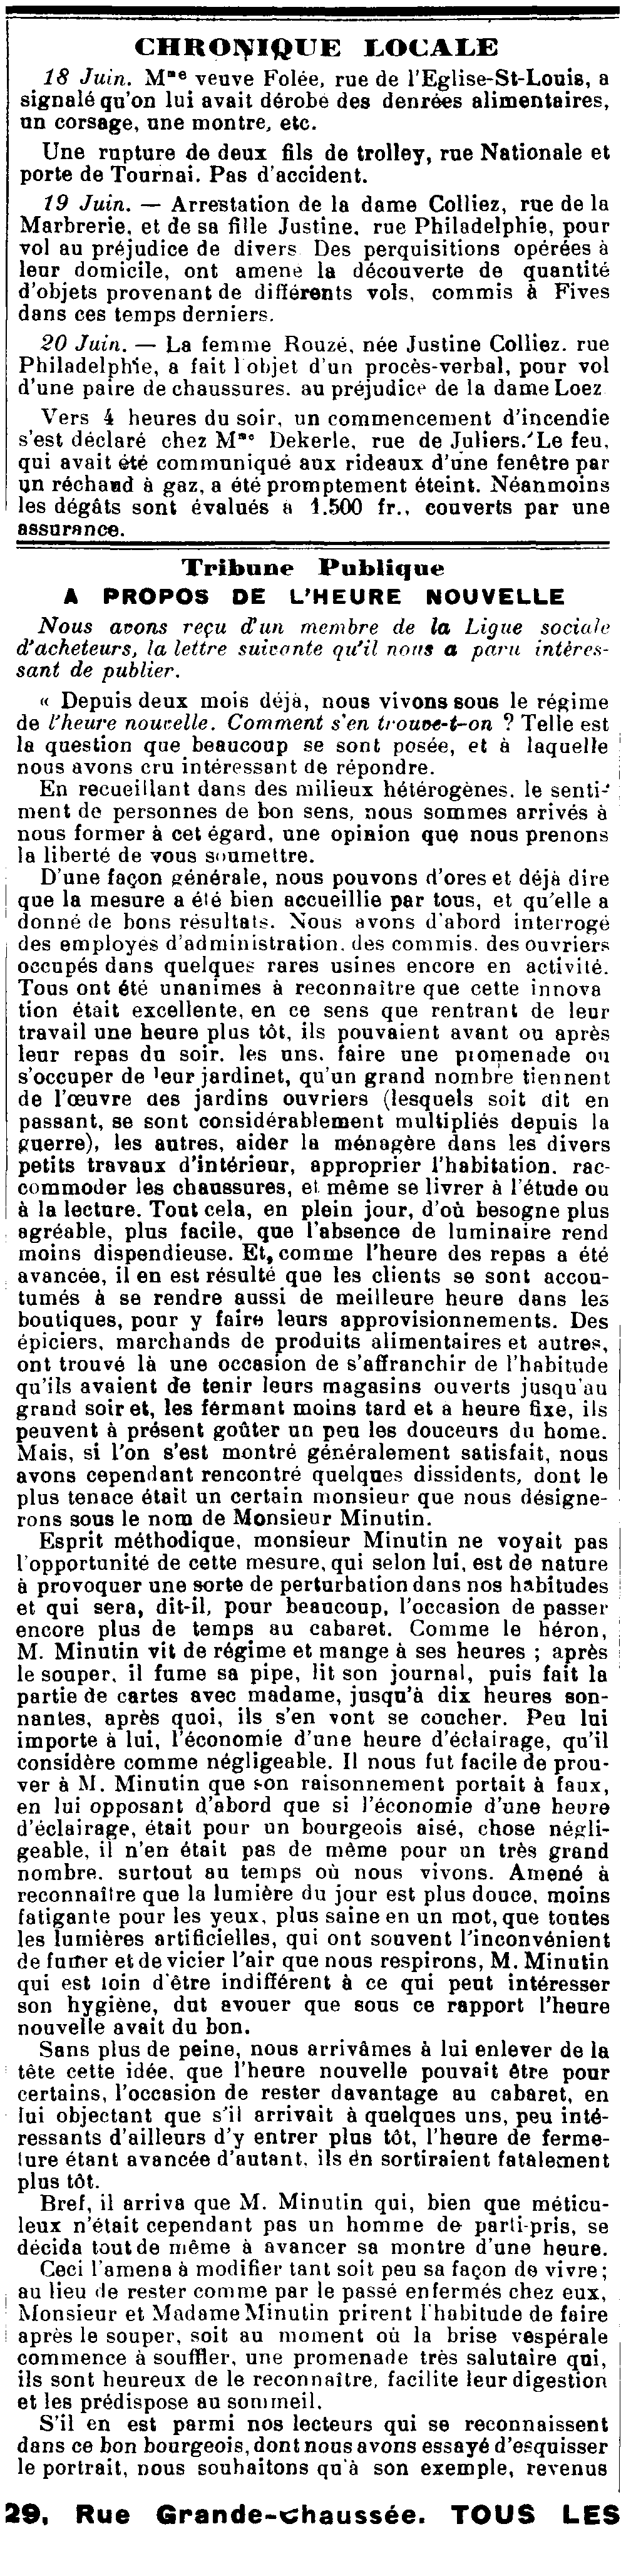 CHRONIQUE LOCALE
18 Juin. Mme veuve Folée, rue de l'Eglise-St-Louis, a
signalé qu'on lui avait dérobé des denrées alimentaires,
un corsage, une montre, etc.
Une rupture de deux fils de trolley, rue Nationale et
porte de Tournai. Pas d'accident.
19 Juin. — Arrestation de la dame Colliez, rue de la
Marbrerie, et de sa fille Justine, rue Philadelphie, pour
vol au préjudice de divers Des perquisitions opérées à
leur domicile, ont amené la découverte de quantité
d'objets provenant de différents vols, commis à Fives
dans ces temps derniers.
20 Juin. — La femme Rouzé, née Justine Colliez, rue
Philadelphie, a fait l'objet d'un procès-verbal, pour vol
d'une paire de chaussures, au préjudice de la dame Loez
Vers 4 heures du soir, un commencement d'incendie
s'est déclaré chez Mme Dekerle, rue de Juliers. Le feu,
qui avait été communiqué aux rideaux d'une fenêtre par
un réchaud à gaz, a été promptement éteint. Néanmoins
les dégâts sont évalués à 1.500 fr., couverts par une
assurance.
Tribune Publique
A PROPOS DE L'HEURE NOUVELLE
Nous avons reçu d'un membre de la Ligue sociale
d'acheteurs, la lettre suivante qu'il nous a paru intéres-
sant de publier.
« Depuis deux mois déjà, nous vivons sous le régime
de l'heure nouvelle. Comment s'en trouve-t-on ? Telle est
la question que beaucoup se sont posée, et à laquelle
nous avons cru intéressant de répondre.
En recueillant dans des milieux hétérogènes, le senti-
ment de personnes de bon sens, nous sommes arrivés à
nous former à cet égard, une opinion que nous prenons
la liberté de vous soumettre.
D'une façon générale, nous pouvons d'ores et déjà dire
que la mesure a été bien accueillie par tous, et qu'elle a
donné de bons résultats. Nous avons d'abord interrogé
des employés d'administration, des commis, des ouvriers
occupés dans quelques rares usines encore en activité.
Tous ont été unanimes à reconnaître que cette innova
tion était excellente, en ce sens que rentrant de leur
travail une heure plus tôt, ils pouvaient avant ou après
leur repas du soir, les uns, faire une promenade ou
s'occuper de leur jardinet, qu'un grand nombre tiennent
de l'œuvre des jardins ouvriers (lesquels soit dit en
passant, se sont considérablement multipliés depuis la
guerre), les autres, aider la ménagère dans les divers
petits travaux d'intérieur, approprier l'habitation, rac-
commoder les chaussures, et même se livrer à l'étude ou
à la lecture. Tout cela, en plein jour, d'où besogne plus
agréable, plus facile, que l'absence de luminaire rend
moins dispendieuse. Et, comme l'heure des repas a été
avancée, il en est résulté que les clients se sont accou-
tumés à se rendre aussi de meilleure heure dans les
boutiques, pour y faire leurs approvisionnements. Des
épiciers, marchands de produits alimentaires et autres,
ont trouvé là une occasion de s'affranchir de l'habitude
qu'ils avaient de tenir leurs magasins ouverts jusqu'au
grand soir et, les fermant moins tard et a heure fixe, ils
peuvent à présent goûter un peu les douceurs du home.
Mais, si l'on s'est montré généralement satisfait, nous
avons cependant rencontré quelques dissidents, dont le
plus tenace était un certain monsieur que nous désigne-
rons sous le nom de Monsieur Minutin.
Esprit méthodique, monsieur Minutin ne voyait pas
l'opportunité de cette mesure, qui selon lui, est de nature
à provoquer une sorte de perturbation dans nos habitudes
et qui sera, dit-il, pour beaucoup, l'occasion de passer
encore plus de temps au cabaret. Comme le héron,
M. Minutin vit de régime et mange à ses heures ; après
le souper, il fume sa pipe, lit son journal, puis fait la
partie de cartes avec madame, jusqu'à dix heures son-
nantes, après quoi, ils s'en vont se coucher. Peu lui
importe à lui, l'économie d'une heure d'éclairage, qu'il
considère comme négligeable. Il nous fut facile de prou-
ver à M. Minutin que son raisonnement portait à faux,
en lui opposant d'abord que si l'économie d'une heure
d'éclairage, était pour un bourgeois aisé, chose négli-
geable, il n'en était pas de même pour un très grand
nombre, surtout au temps où nous vivons. Amené à
reconnaître que la lumière du jour est plus douce, moins
fatigante pour les yeux, plus saine en un mot, que toutes
les lumières artificielles, qui ont souvent l'inconvénient
de fumer et de vicier l'air que nous respirons, M. Minutin
qui est loin d'être indifférent à ce qui peut intéresser
son hygiène, dut avouer que sous ce rapport l'heure
nouvelle avait du bon.
Sans plus de peine, nous arrivâmes à lui enlever de la
tête cette idée, que l'heure nouvelle pouvait être pour
certains, l'occasion de rester davantage au cabaret, en
lui objectant que s'il arrivait à quelques uns, peu inté-
ressants d'ailleurs d'y entrer plus tôt, l'heure de ferme-
ture étant avancée d'autant, ils en sortiraient fatalement
plus tôt.
Bref, il arriva que M. Minutin qui, bien que méticu-
leux n'était cependant pas un homme de parti-pris, se
décida tout de même à avancer sa montre d'une heure.
Ceci l'amena à modifier tant soit peu sa façon de vivre ;
au lieu de rester comme par le passé enfermés chez eux,
Monsieur et Madame Minutin prirent l'habitude de faire
après le souper, soit au moment où la brise vespérale
commence à souffler, une promenade très salutaire qui,
ils sont heureux de le reconnaître, facilite leur digestion
et les prédispose au sommeil.
S'il en est parmi nos lecteurs qui se reconnaissent
dans ce bon bourgeois, dont nous avons essayé d'esquisser
le portrait, nous souhaitons qu'à son exemple, revenus
29, Rue Grande-Chaussée. TOUS LES